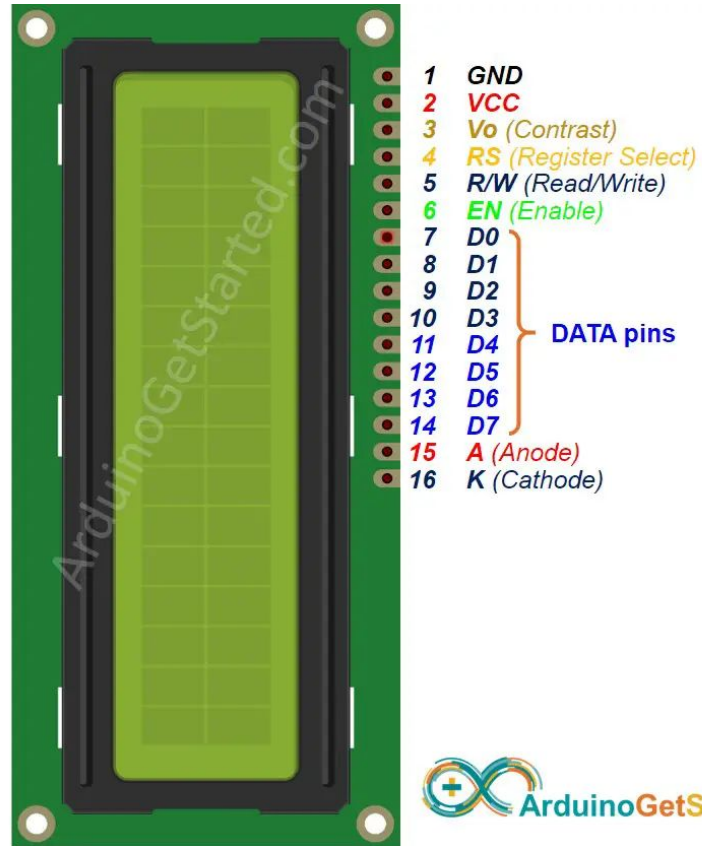 1 GND
2 VCC
3 Vo (Contrast)
4 RS (Register Select)
5 R/W (Read/Write)
6 EN (Enable)
7 D0
8 D1
9 D2
10 D3
11 D4
12 D5
13 D6
14 D7
DATA pins
15 A (Anode)
16 K (Cathode)
ArduinoGetStarted.com
ArduinoGetS